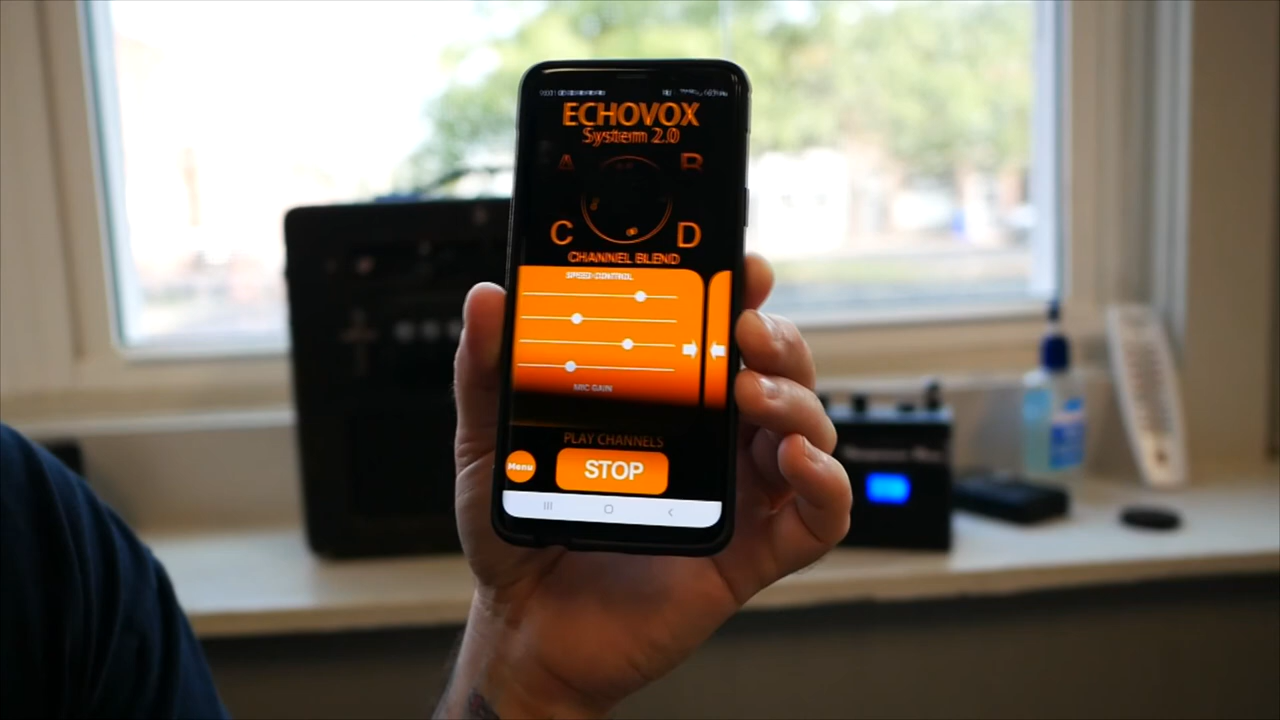 ECHOVOX
System 2.0
A B
C D
CHANNEL BLEND
SPEED CONTROL
MIC GAIN
PLAY CHANNELS
Menu
STOP